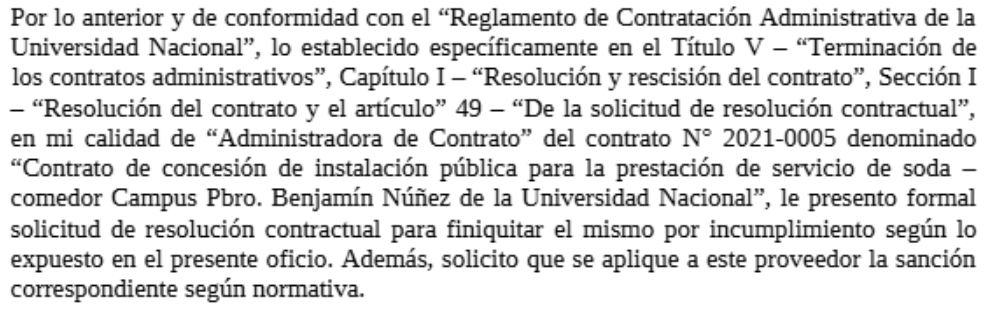 Por lo anterior y de conformidad con el “Reglamento de Contratación Administrativa de la
Universidad Nacional”, lo establecido específicamente en el Título V – “Terminación de
los contratos administrativos”, Capítulo I – “Resolución y rescisión del contrato”, Sección I
– “Resolución del contrato y el artículo” 49 – “De la solicitud de resolución contractual”,
en mi calidad de “Administradora de Contrato” del contrato N° 2021-0005 denominado
“Contrato de concesión de instalación pública para la prestación de servicio de soda –
comedor Campus Pbro. Benjamín Núñez de la Universidad Nacional”, le presento formal
solicitud de resolución contractual para finiquitar el mismo por incumplimiento según lo
expuesto en el presente oficio. Además, solicito que se aplique a este proveedor la sanción
correspondiente según normativa.